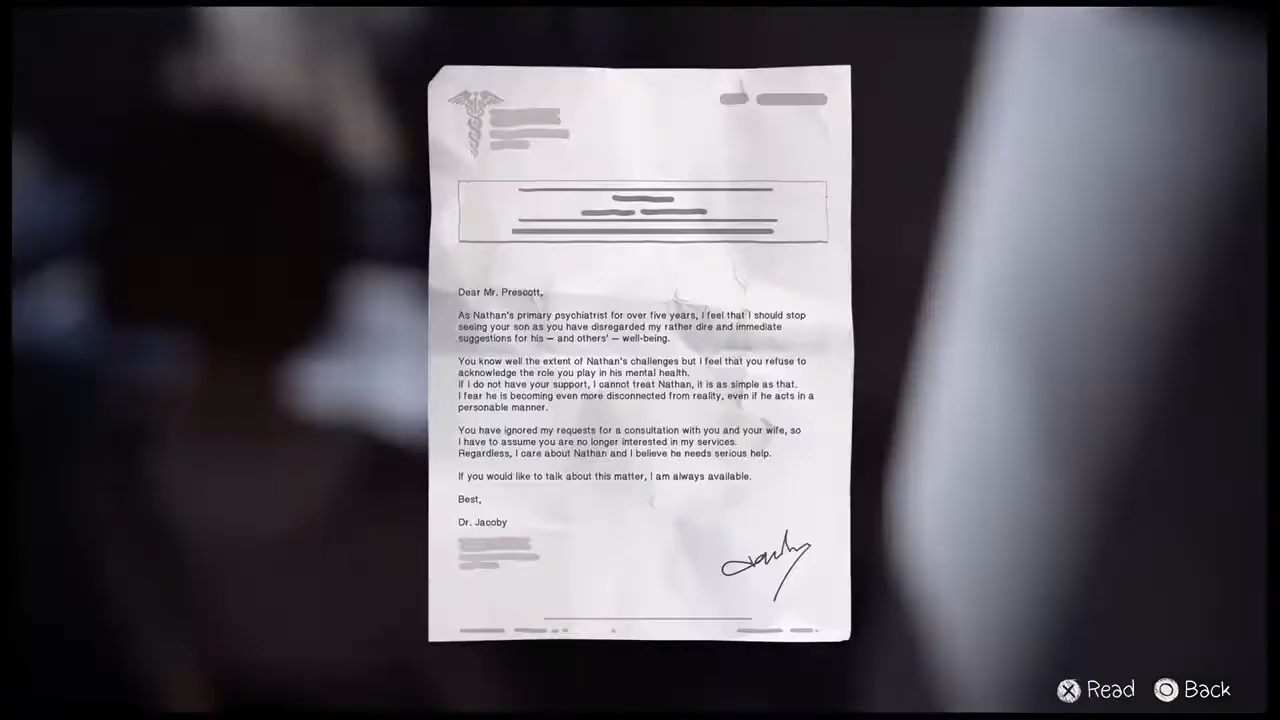 Dear Mr. Prescott,
As Nathan's primary psychiatrist for over five years, I feel that I should stop
seeing your son as you have disregarded my rather dire and immediate
suggestions for his — and others' — well-being.
You know well the extent of Nathan's challenges but I feel that you refuse to
acknowledge the role you play in his mental health.
If I do not have your support, I cannot treat Nathan, it is as simple as that.
I fear he is becoming even more disconnected from reality, even if he acts in a
personable manner.
You have ignored my requests for a consultation with you and your wife, so
I have to assume you are no longer interested in my services.
Regardless, I care about Nathan and I believe he needs serious help.
If you would like to talk about this matter, I am always available.
Best,
Dr. Jacoby
Read
Back